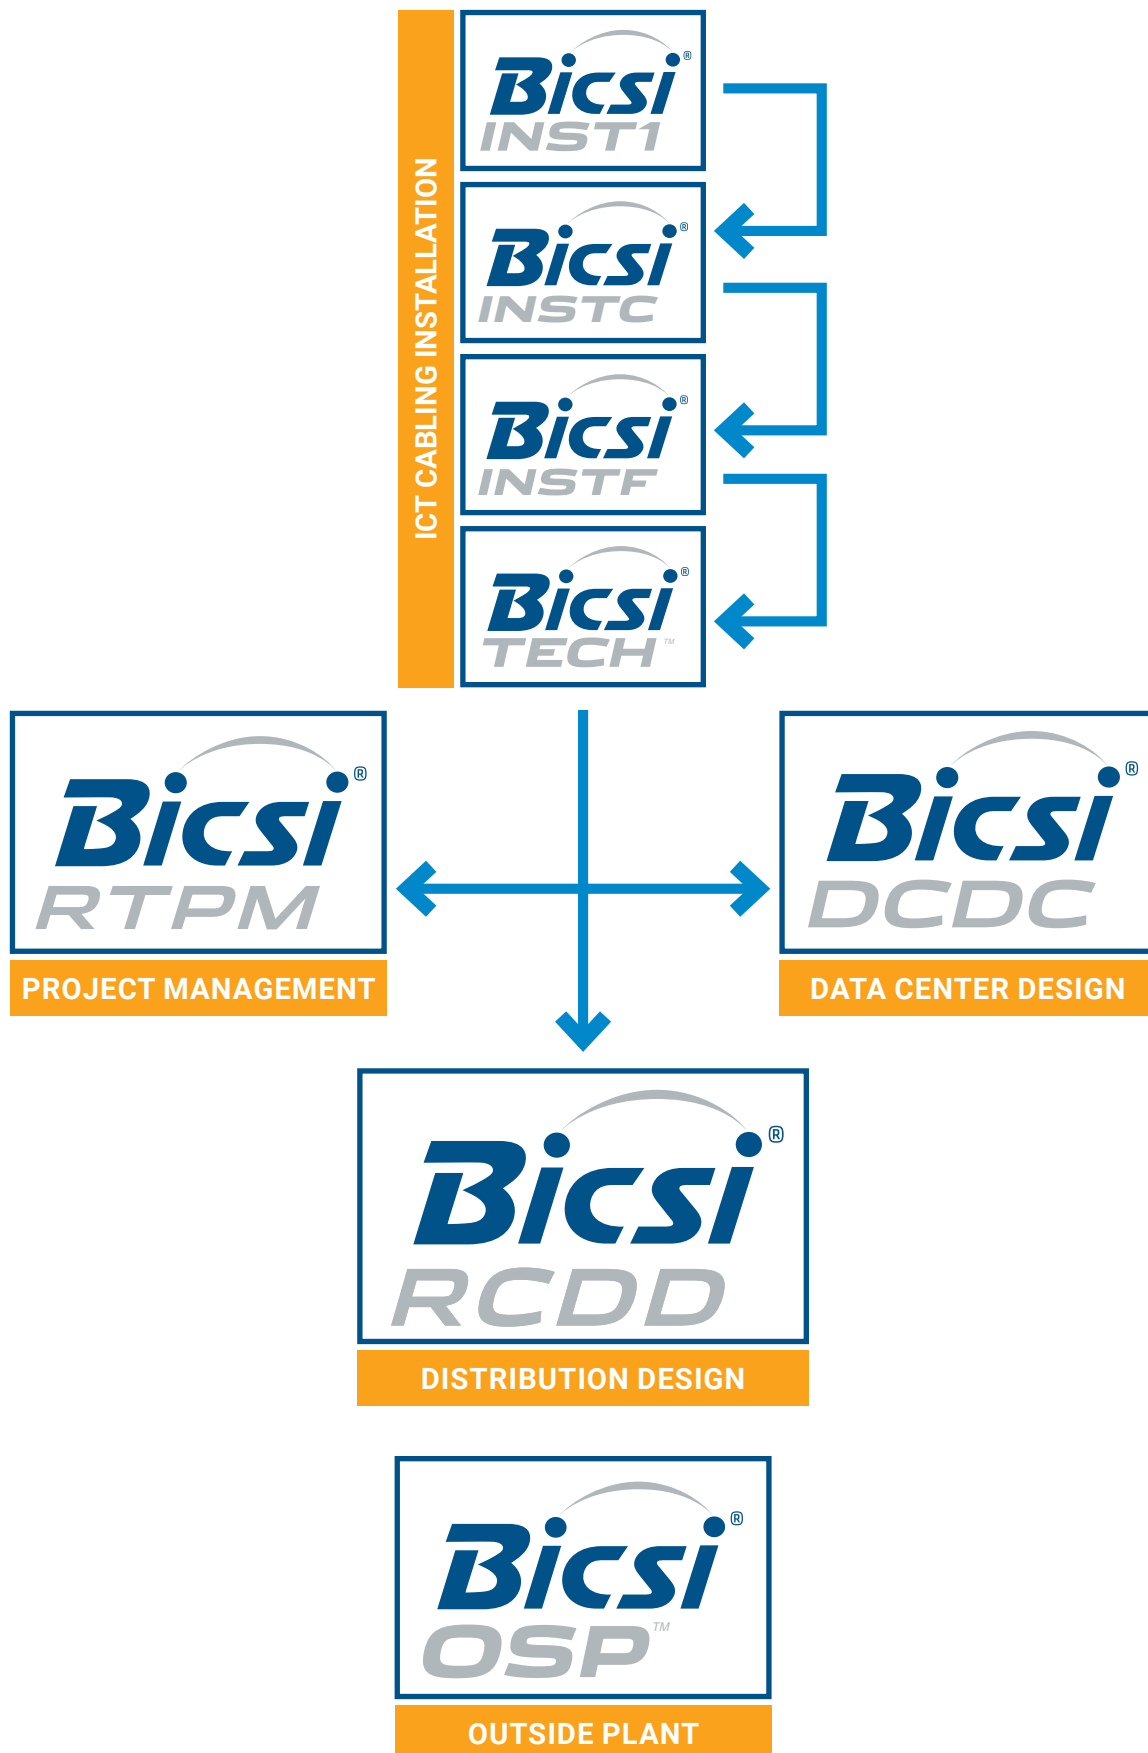 Bicsi®
INST1
Bicsi®
INSTC
Bicsi®
INSTF
Bicsi®
TECH™
ICT CABLING INSTALLATION
Bicsi®
RTPM
PROJECT MANAGEMENT
Bicsi®
DCDC
DATA CENTER DESIGN
Bicsi®
RCDD
DISTRIBUTION DESIGN
Bicsi®
OSP™
OUTSIDE PLANT